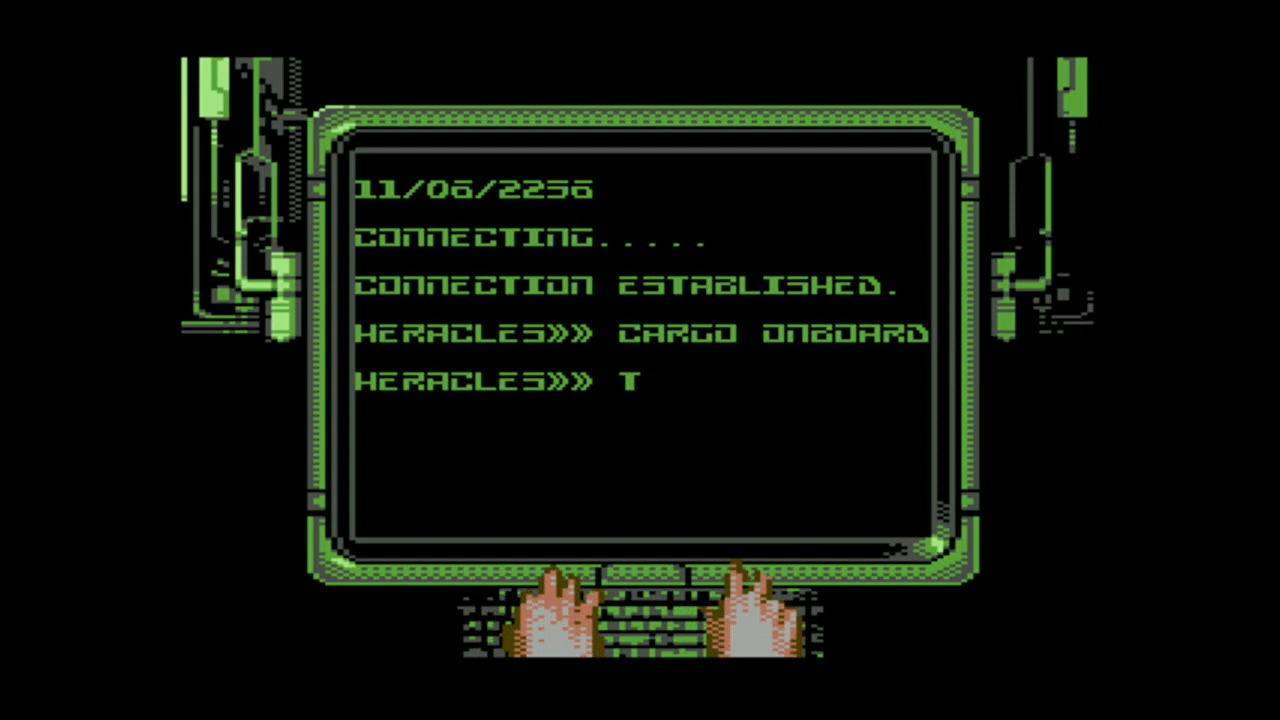 11/06/2256
CONNECTING.....
CONNECTION ESTABLISHED.
HERACLES»» CARGO ONBOARD
HERACLES»» T